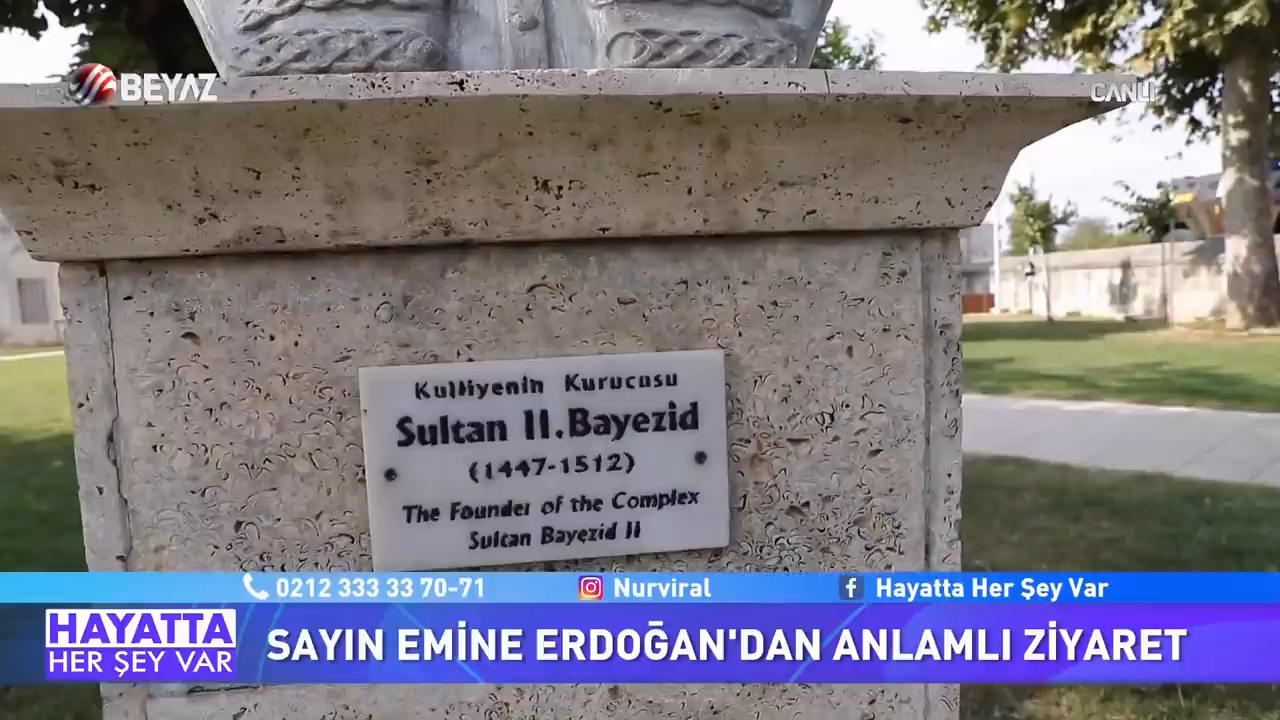 BEYAZ
CANLI
Kulliyenin Kurucusu
Sultan II.Bayezid
(1447-1512)
The Founder of the Complex
Sultan Bayezid II
0212 333 33 70-71
Nurviral
Hayatta Her Şey Var
HAYATTA
HER ŞEY VAR
SAYIN EMİNE ERDOĞAN'DAN ANLAMLI ZİYARET